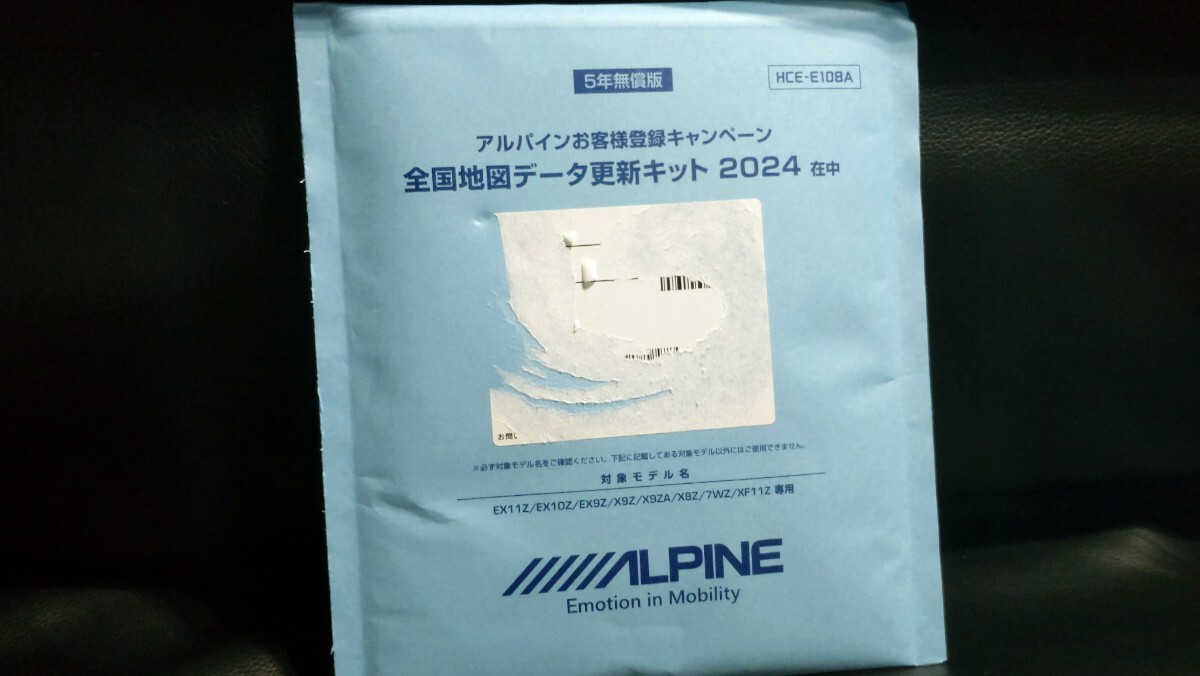 5年無償版
HCE-E108A
アルパインお客様登録キャンペーン
全国地図データ更新キット 2024 在中
お問い
※必ず対象モデル名をご確認ください。下記に記載してある対象モデル以外にはご使用できません。
対象モデル名
EX11Z/EX10Z/EX9Z/X9Z/X9ZA/X8Z/7WZ/XF11Z 専用
ALPINE
Emotion in Mobility